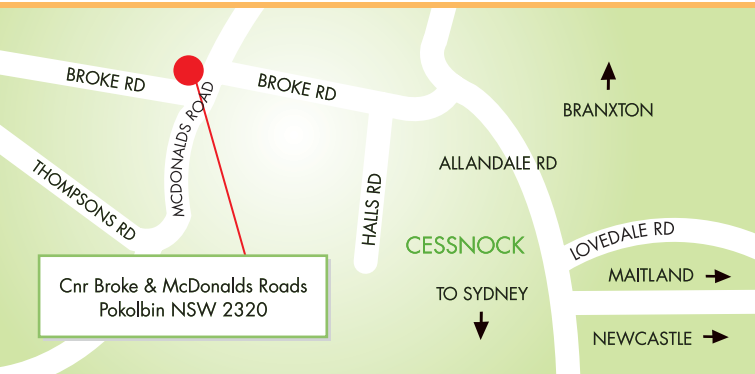 BROKE RD
BROKE RD
MCDONALDS ROAD
BRANXTON
ALLANDALE RD
THOMPSONS RD
HALLS RD
LOVEDALE RD
CESSNOCK
MAITLAND
TO SYDNEY
NEWCASTLE
Cnr Broke & McDonalds Roads
Pokolbin NSW 2320